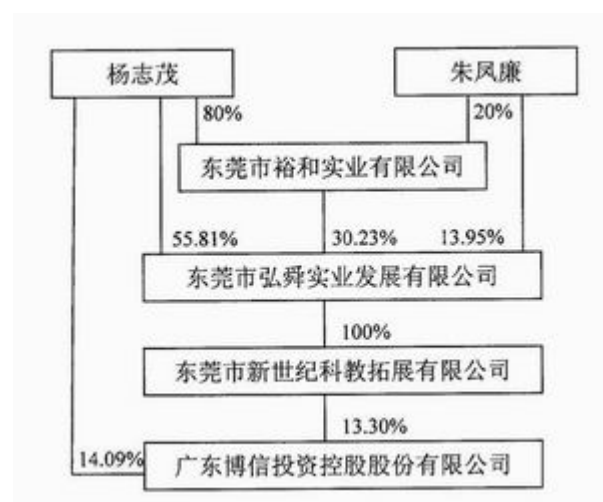 杨志茂
朱凤廉
80%
20%
东莞市裕和实业有限公司
55.81%
30.23%
13.95%
东莞市弘舜实业发展有限公司
100%
东莞市新世纪科教拓展有限公司
13.30%
14.09%
广东博信投资控股股份有限公司